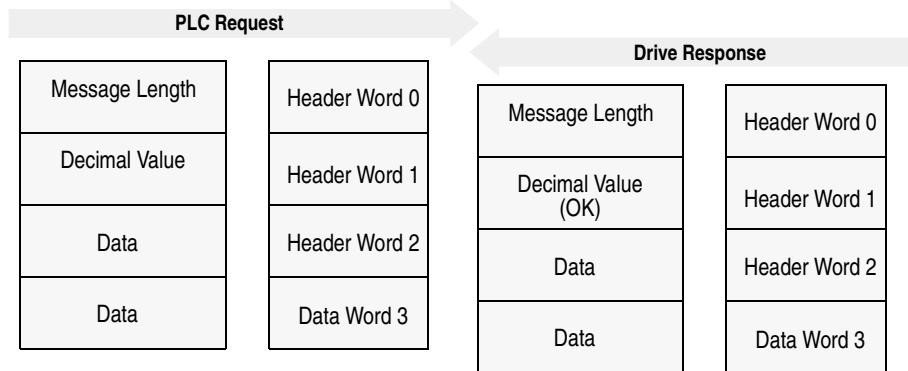 PLC Request
Drive Response
Message Length
Header Word 0
Decimal Value
Header Word 1
Data
Header Word 2
Data
Data Word 3
Message Length
Header Word 0
Decimal Value
(OK)
Header Word 1
Data
Header Word 2
Data
Data Word 3